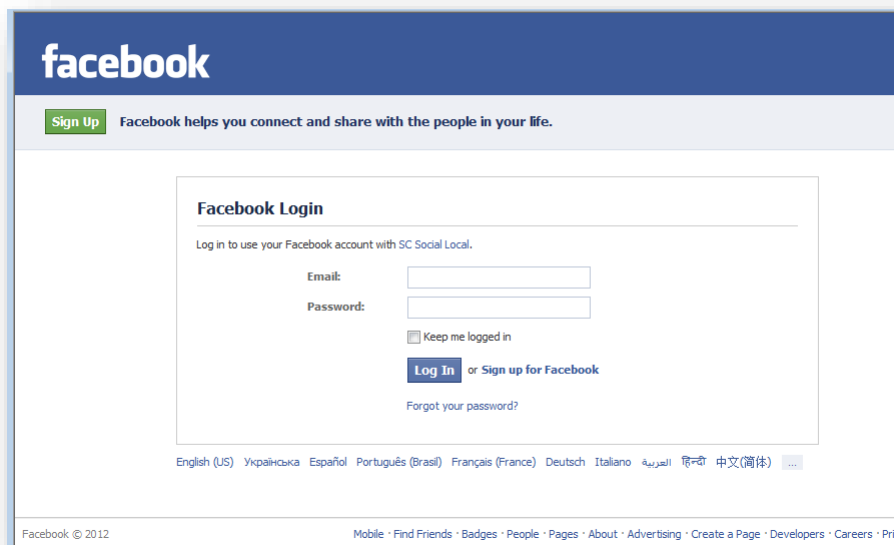 facebook
Sign Up Facebook helps you connect and share with the people in your life.
Facebook Login
Log in to use your Facebook account with SC Social Local.
Email:
Password:
Keep me logged in
Log In or Sign up for Facebook
Forgot your password?
English (US) Українська Español Português (Brasil) Français (France) Deutsch Italiano العربية हिन्दी 中文(简体) ...
Facebook © 2012 Mobile · Find Friends · Badges · People · Pages · About · Advertising · Create a Page · Developers · Careers · Pri